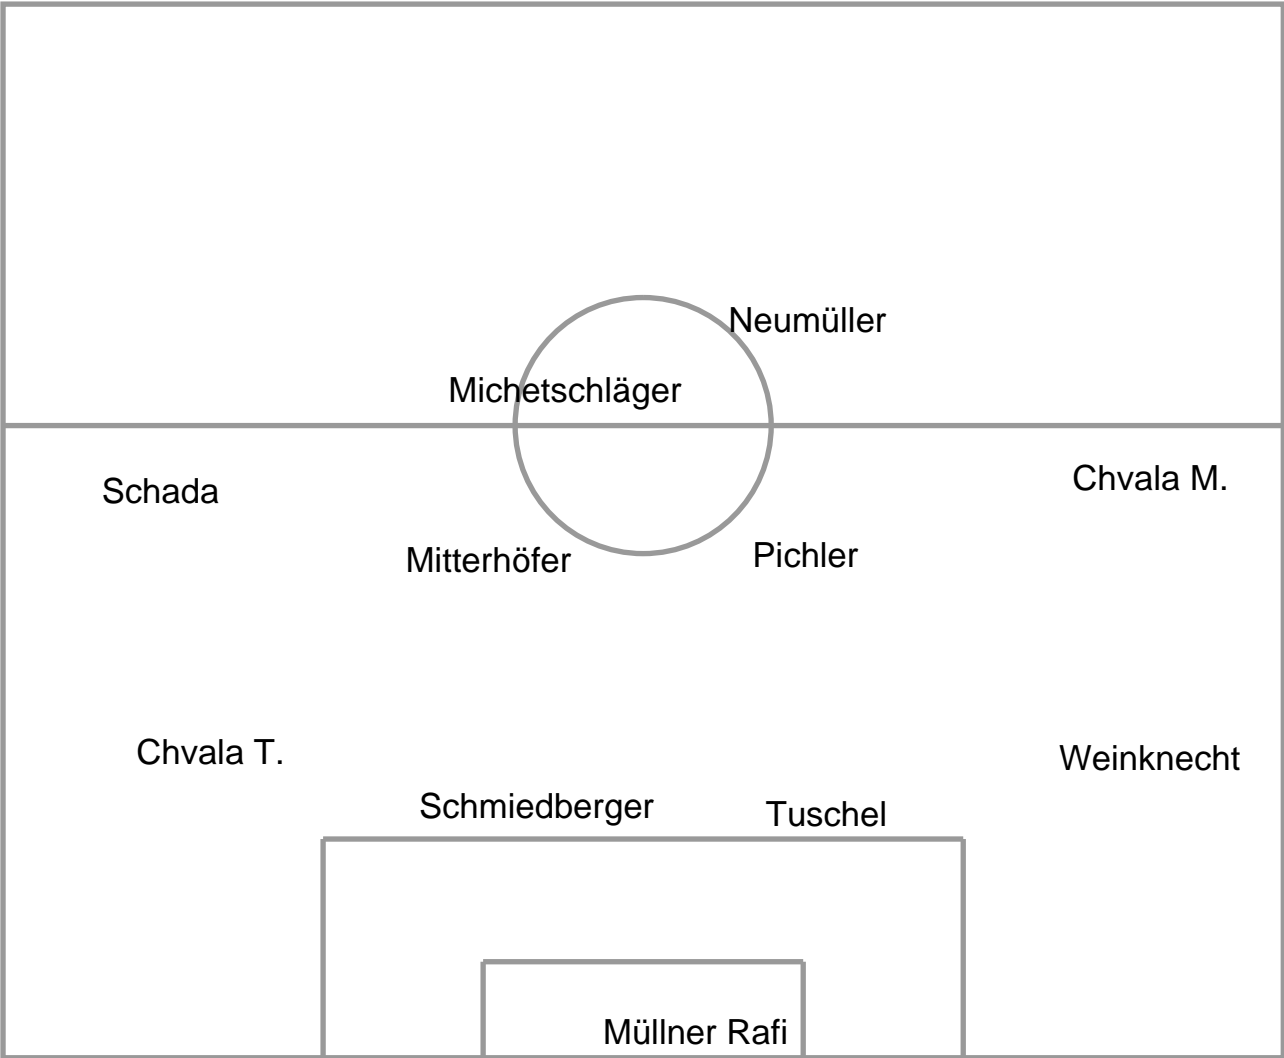 Neumüller
Michetschläger
Chvala M.
Schada
Pichler
Mitterhöfer
Chvala T.
Weinknecht
Schmiedberger
Tuschel
Müllner Rafi